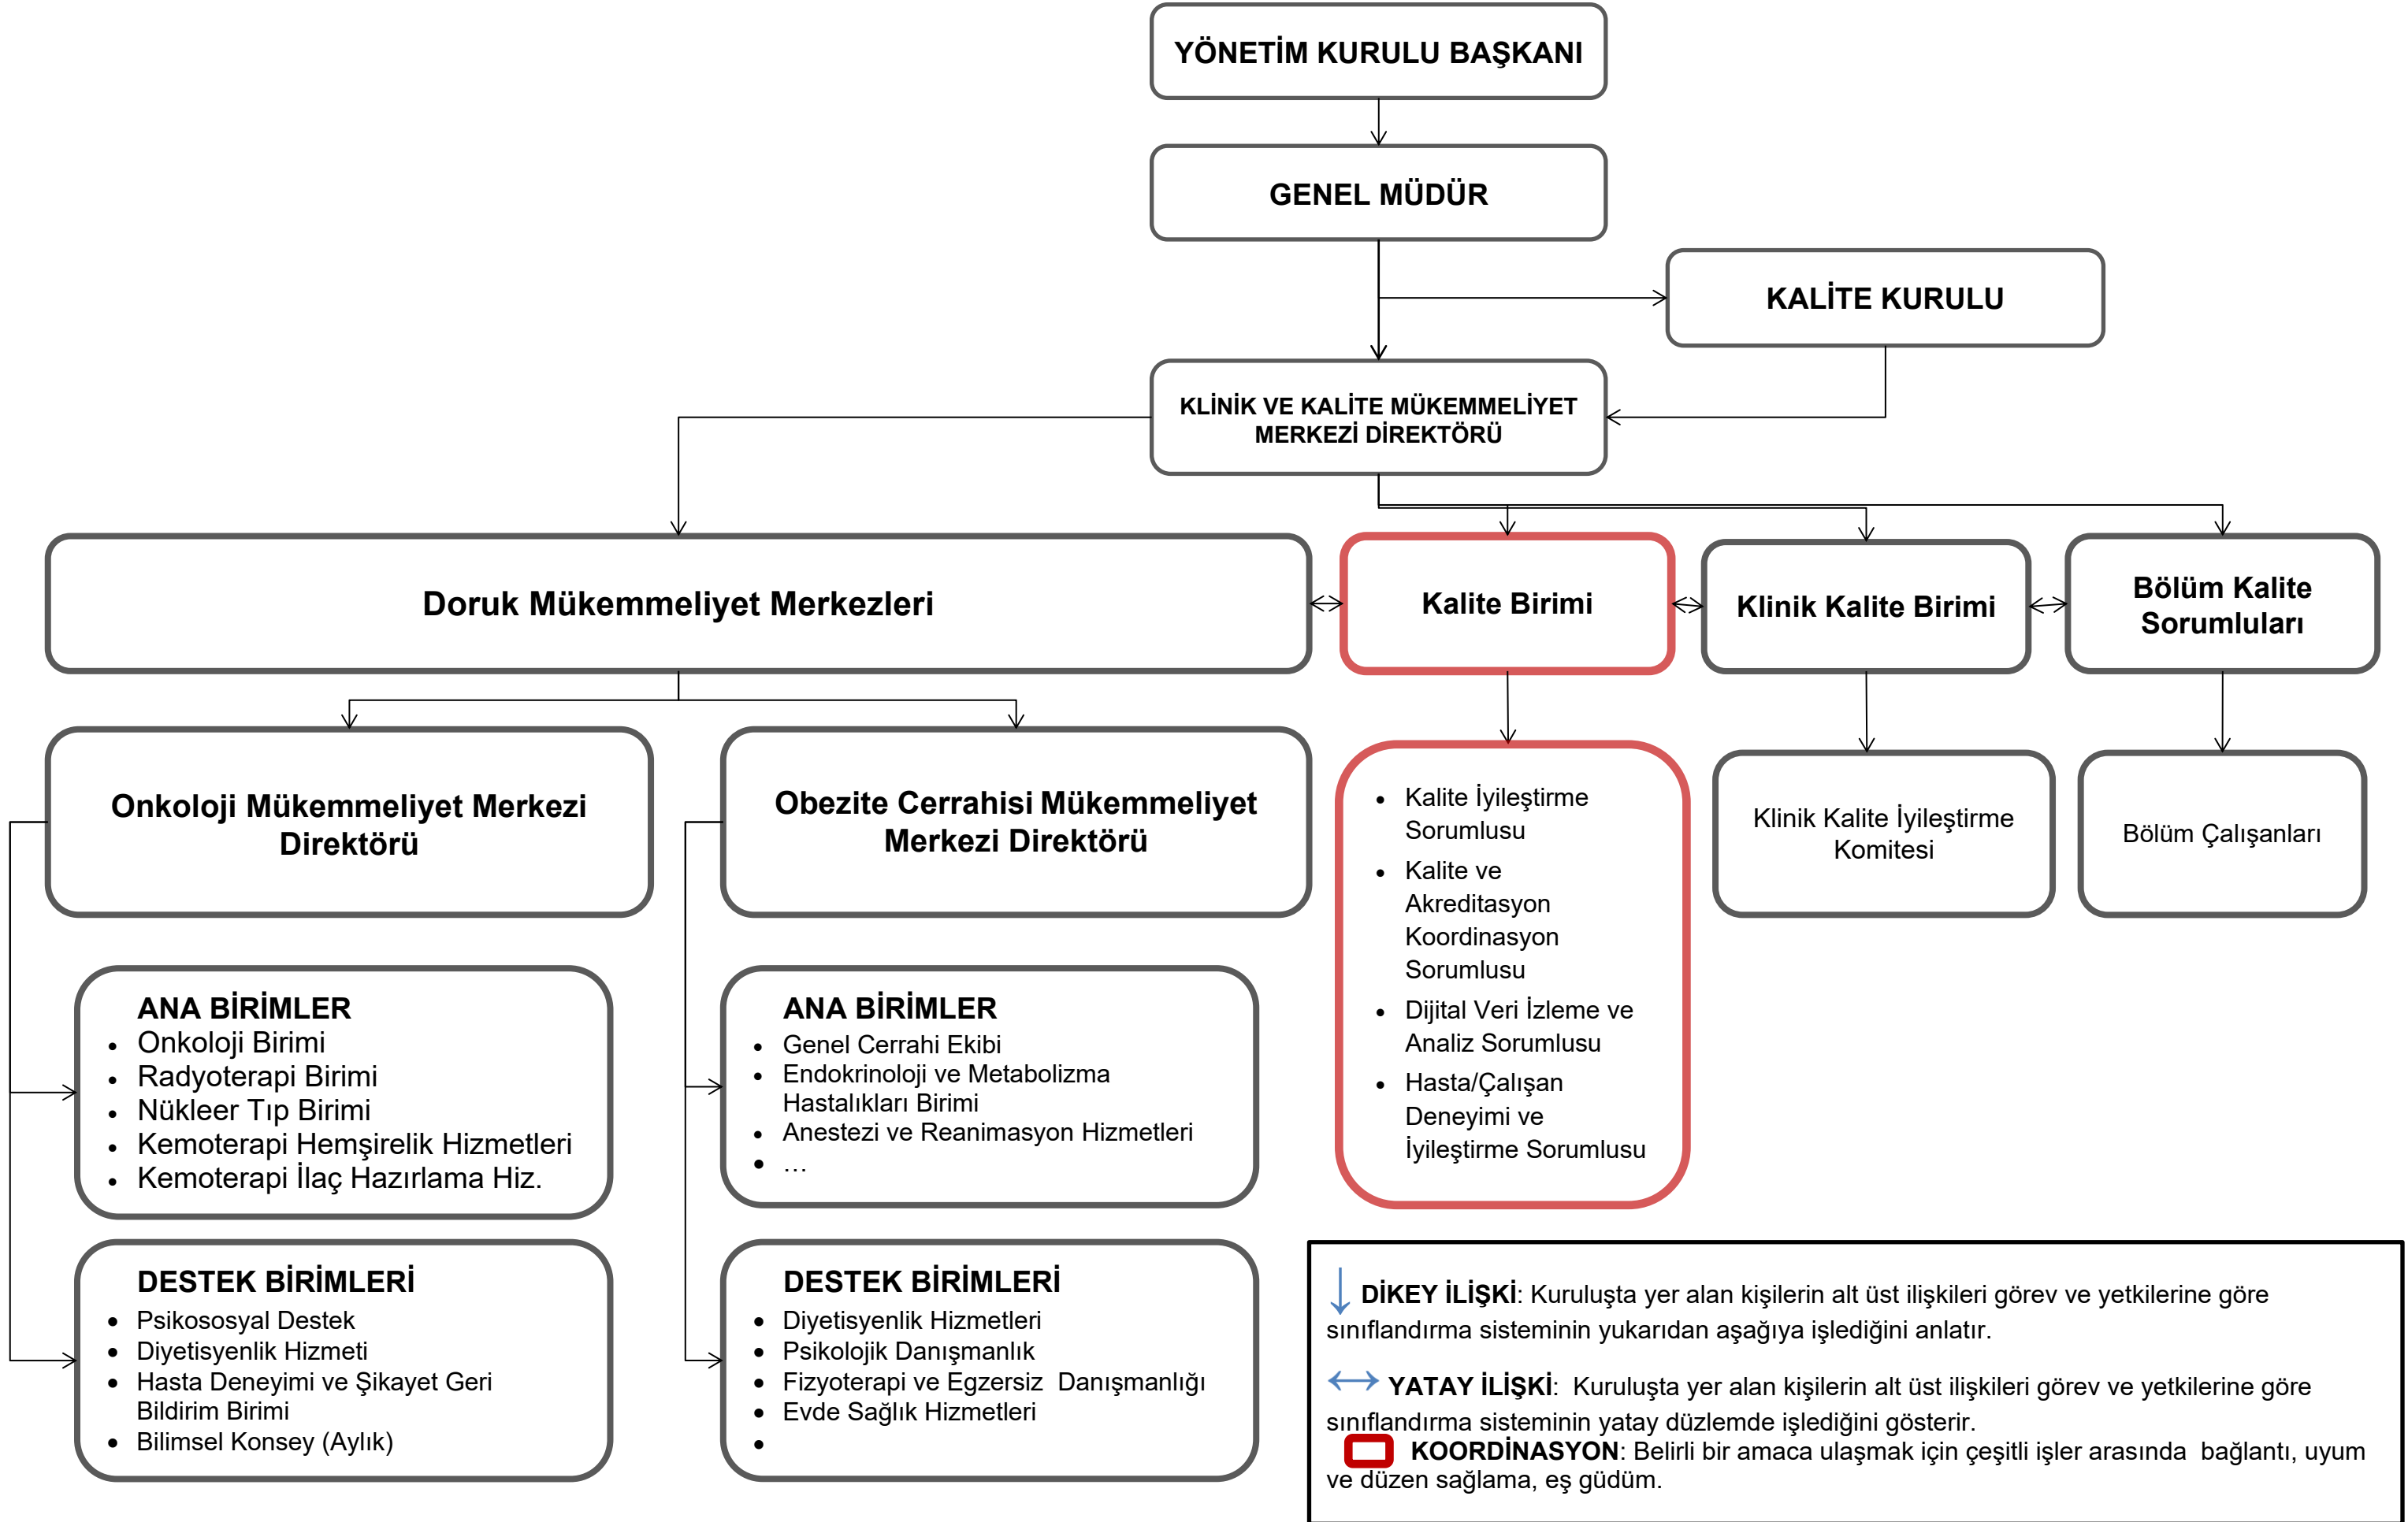 YÖNETİM KURULU BAŞKANI
GENEL MÜDÜR
KALİTE KURULU
KLİNİK VE KALİTE MÜKEMMELİYET
MERKEZİ DİREKTÖRÜ
Doruk Mükemmeliyet Merkezleri
Kalite Birimi
Klinik Kalite Birimi
Bölüm Kalite
Sorumluları
Onkoloji Mükemmeliyet Merkezi
Direktörü
Obezite Cerrahisi Mükemmeliyet
Merkezi Direktörü
• Kalite İyileştirme
Sorumlusu
• Kalite ve
Akreditasyon
Koordinasyon
Sorumlusu
• Dijital Veri İzleme ve
Analiz Sorumlusu
• Hasta/Çalışan
Deneyimi ve
İyileştirme Sorumlusu
Klinik Kalite İyileştirme
Komitesi
Bölüm Çalışanları
ANA BİRİMLER
• Onkoloji Birimi
• Radyoterapi Birimi
• Nükleer Tıp Birimi
• Kemoterapi Hemşirelik Hizmetleri
• Kemoterapi İlaç Hazırlama Hiz.
ANA BİRİMLER
• Genel Cerrahi Ekibi
• Endokrinoloji ve Metabolizma
Hastalıkları Birimi
• Anestezi ve Reanimasyon Hizmetleri
• …
DESTEK BİRİMLERİ
• Psikososyal Destek
• Diyetisyenlik Hizmeti
• Hasta Deneyimi ve Şikayet Geri
Bildirim Birimi
• Bilimsel Konsey (Aylık)
DESTEK BİRİMLERİ
• Diyetisyenlik Hizmetleri
• Psikolojik Danışmanlık
• Fizyoterapi ve Egzersiz  Danışmanlığı
• Evde Sağlık Hizmetleri
•
DİKEY İLİŞKİ: Kuruluşta yer alan kişilerin alt üst ilişkileri görev ve yetkilerine göre
sınıflandırma sisteminin yukarıdan aşağıya işlediğini anlatır.
YATAY İLİŞKİ:  Kuruluşta yer alan kişilerin alt üst ilişkileri görev ve yetkilerine göre
sınıflandırma sisteminin yatay düzlemde işlediğini gösterir.
KOORDİNASYON: Belirli bir amaca ulaşmak için çeşitli işler arasında  bağlantı, uyum
ve düzen sağlama, eş güdüm.